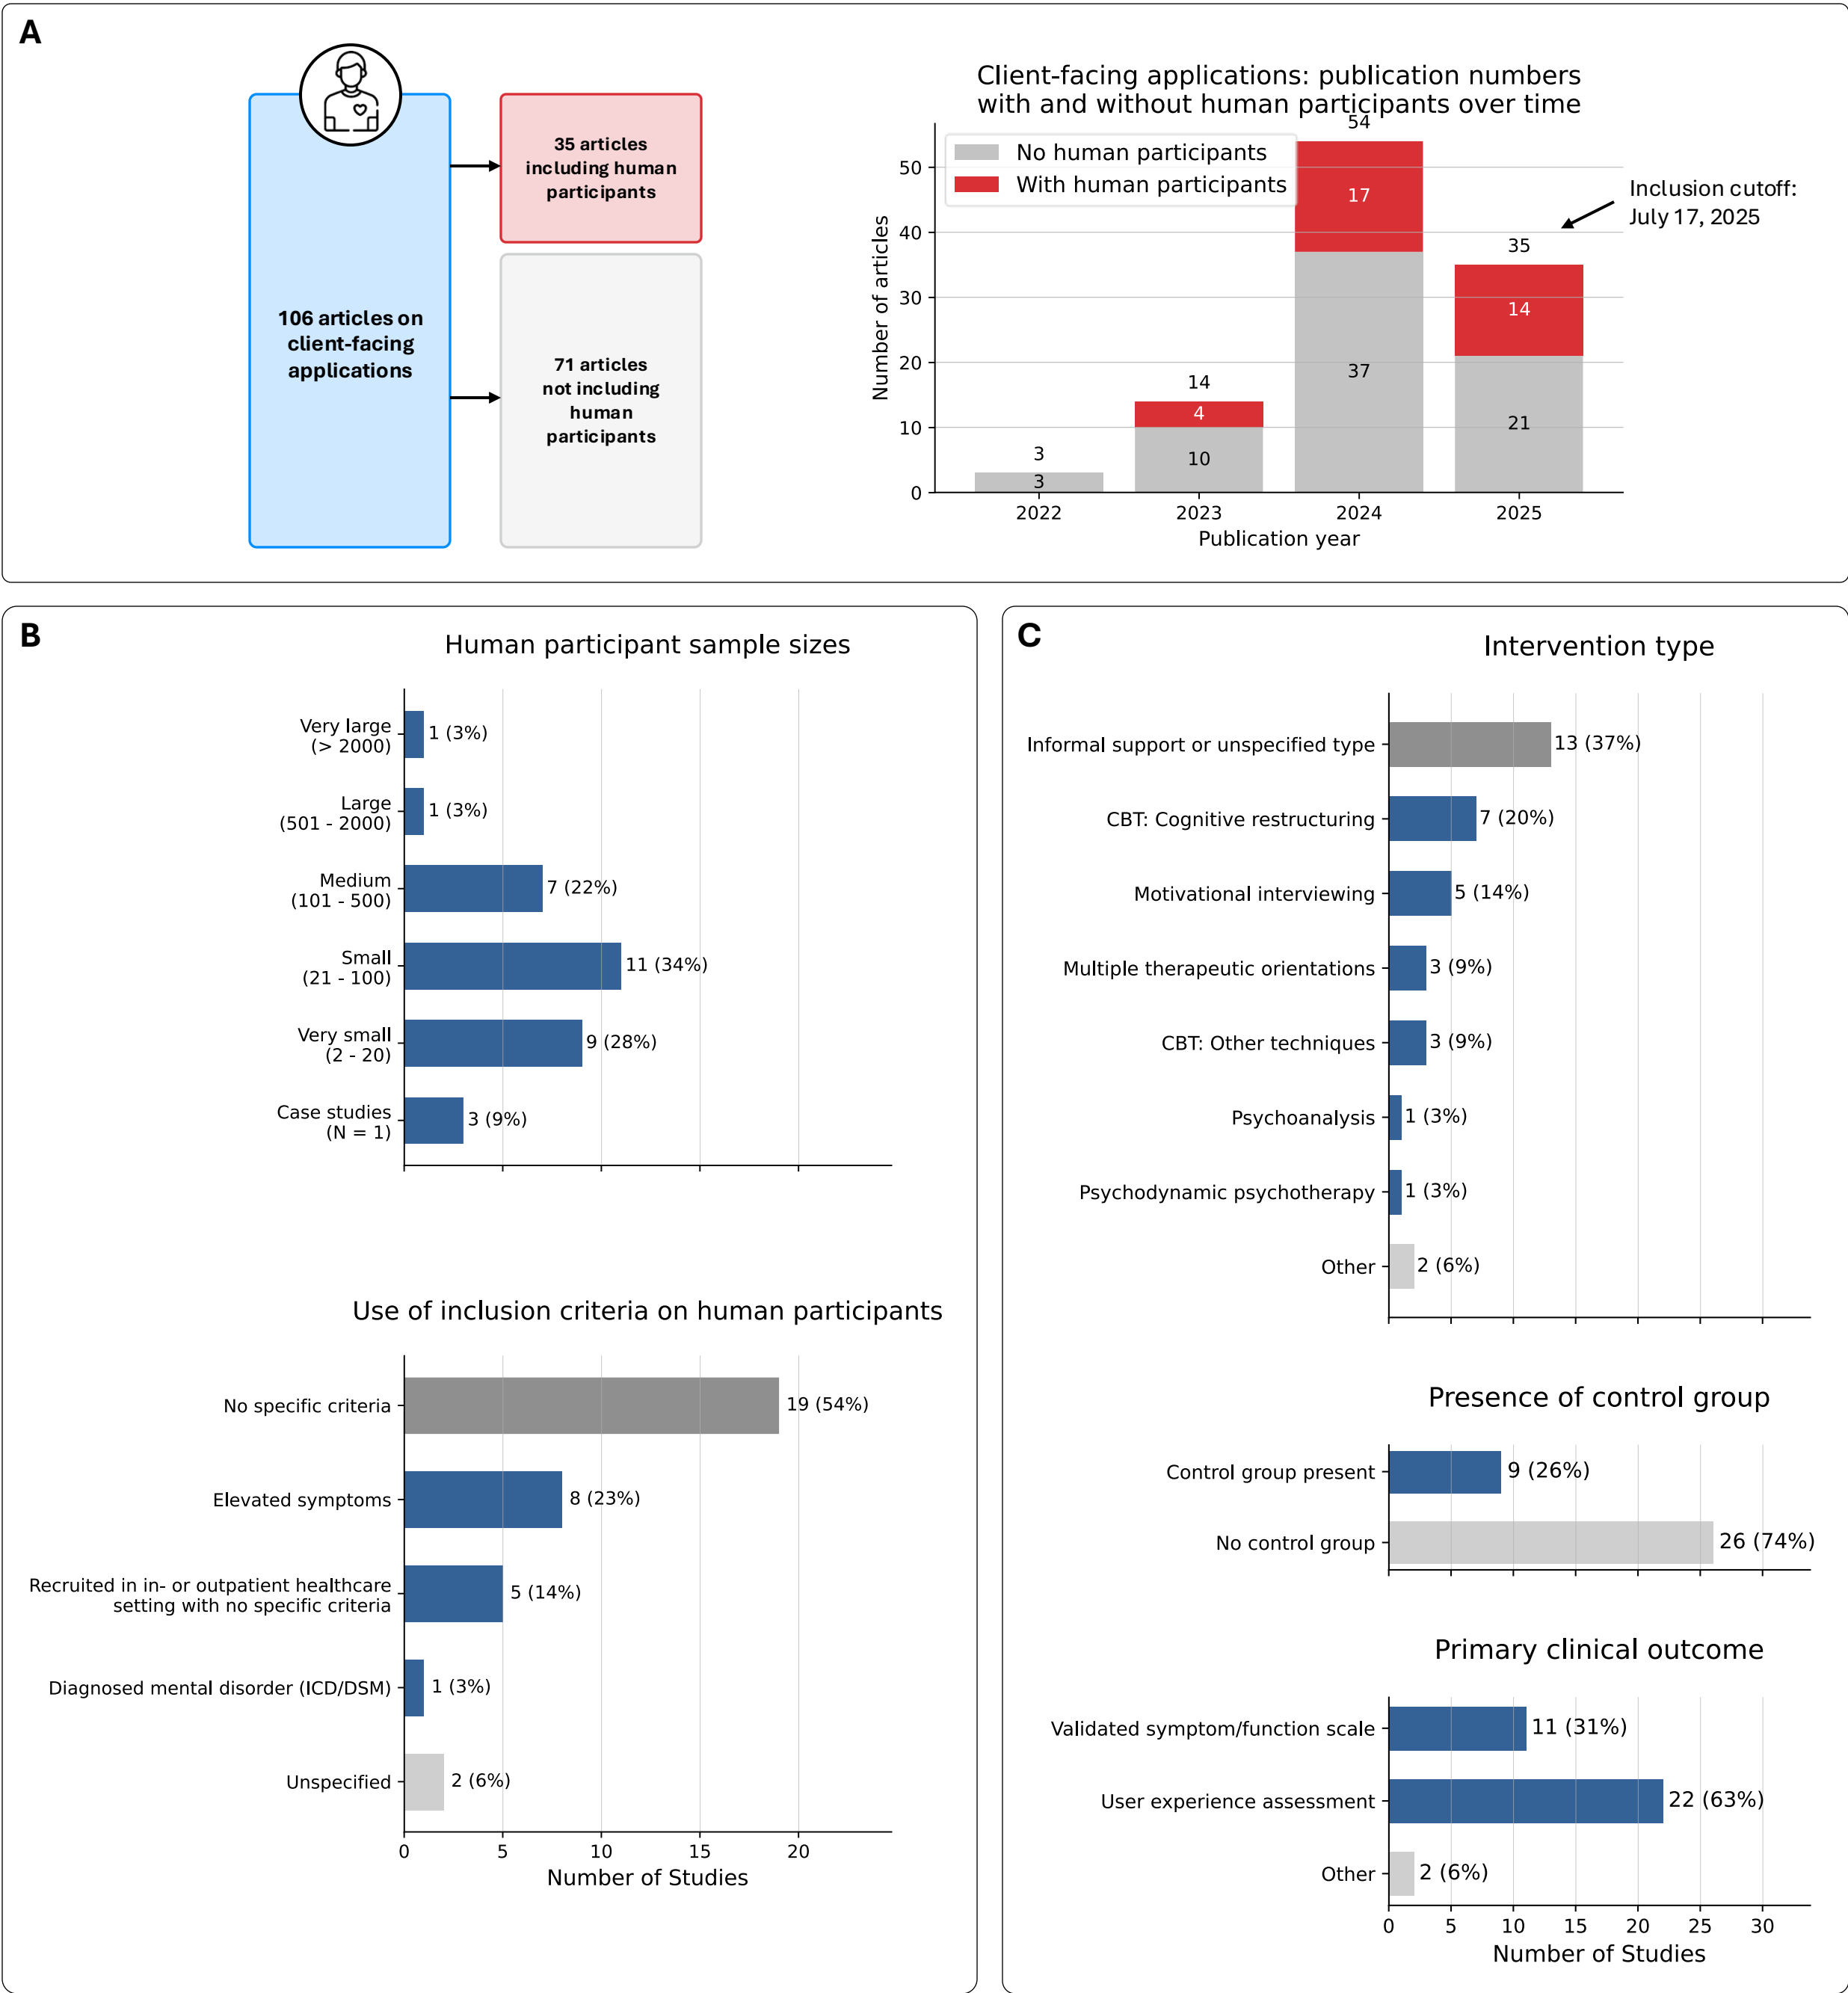 A
35 articles
including human
participants
106 articles on
client-facing
applications
71 articles
not including
human
participants
Client-facing applications: publication numbers
with and without human participants over time
No human participants
With human participants
Inclusion cutoff:
July 17, 2025
Number of articles
50
40
30
20
10
0
3
3
14
4
10
54
17
37
35
14
21
2022
2023
2024
2025
Publication year
B
Human participant sample sizes
Very large
(> 2000)
1 (3%)
Large
(501 - 2000)
1 (3%)
Medium
(101 - 500)
7 (22%)
Small
(21 - 100)
11 (34%)
Very small
(2 - 20)
9 (28%)
Case studies
(N = 1)
3 (9%)
Use of inclusion criteria on human participants
No specific criteria
19 (54%)
Elevated symptoms
8 (23%)
Recruited in in- or outpatient healthcare
setting with no specific criteria
5 (14%)
Diagnosed mental disorder (ICD/DSM)
1 (3%)
Unspecified
2 (6%)
0
5
10
15
20
Number of Studies
C
Intervention type
Informal support or unspecified type
13 (37%)
CBT: Cognitive restructuring
7 (20%)
Motivational interviewing
5 (14%)
Multiple therapeutic orientations
3 (9%)
CBT: Other techniques
3 (9%)
Psychoanalysis
1 (3%)
Psychodynamic psychotherapy
1 (3%)
Other
2 (6%)
Presence of control group
Control group present
9 (26%)
No control group
26 (74%)
Primary clinical outcome
Validated symptom/function scale
11 (31%)
User experience assessment
22 (63%)
Other
2 (6%)
0
5
10
15
20
25
30
Number of Studies